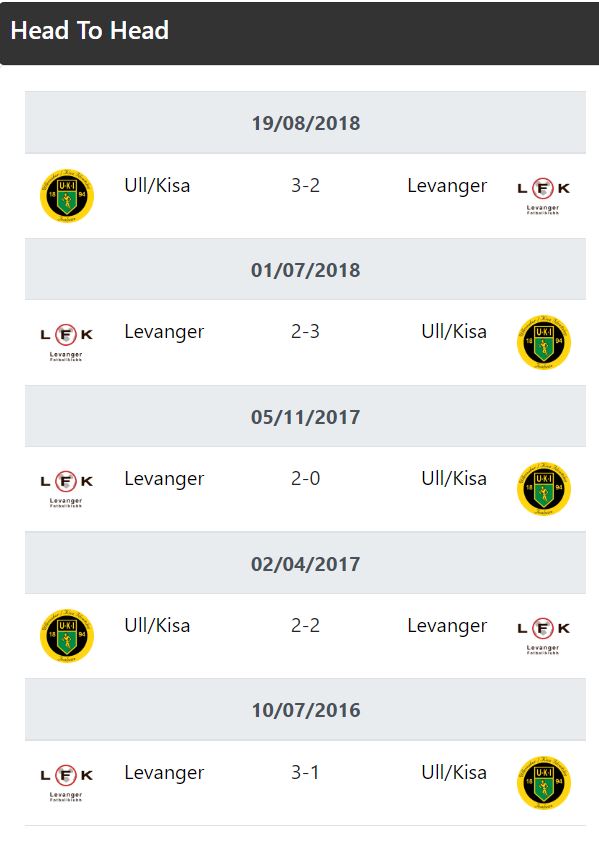 Head To Head
19/08/2018
U-K-I
18 94
Ull/Kisa 3-2 Levanger
L F K
Levanger
Fotballklubb
01/07/2018
L F K
Levanger
Fotballklubb
Levanger 2-3 Ull/Kisa
U-K-I
18 94
05/11/2017
L F K
Levanger
Fotballklubb
Levanger 2-0 Ull/Kisa
U-K-I
18 94
02/04/2017
U-K-I
18 94
Ull/Kisa 2-2 Levanger
L F K
Levanger
Fotballklubb
10/07/2016
L F K
Levanger
Fotballklubb
Levanger 3-1 Ull/Kisa
U-K-I
18 94